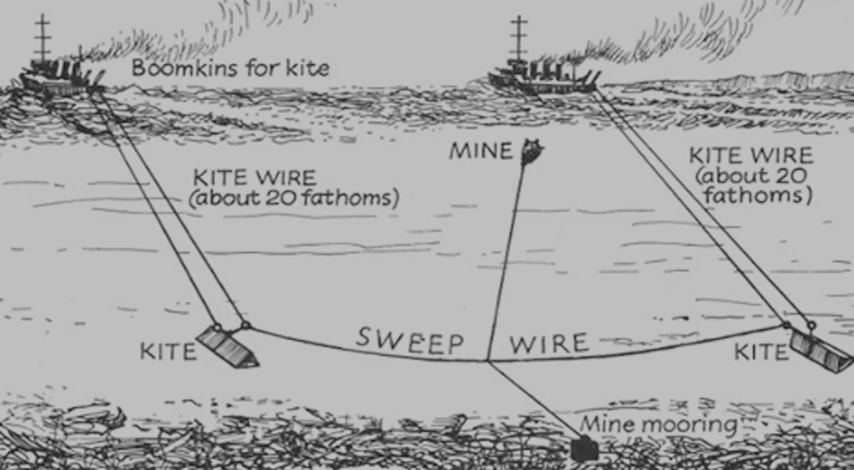 Boomkins for kite
MINE
KITE WIRE
(about 20
fathoms)
KITE WIRE
(about 20 fathoms)
SWEEP WIRE
KITE
KITE
Mine mooring